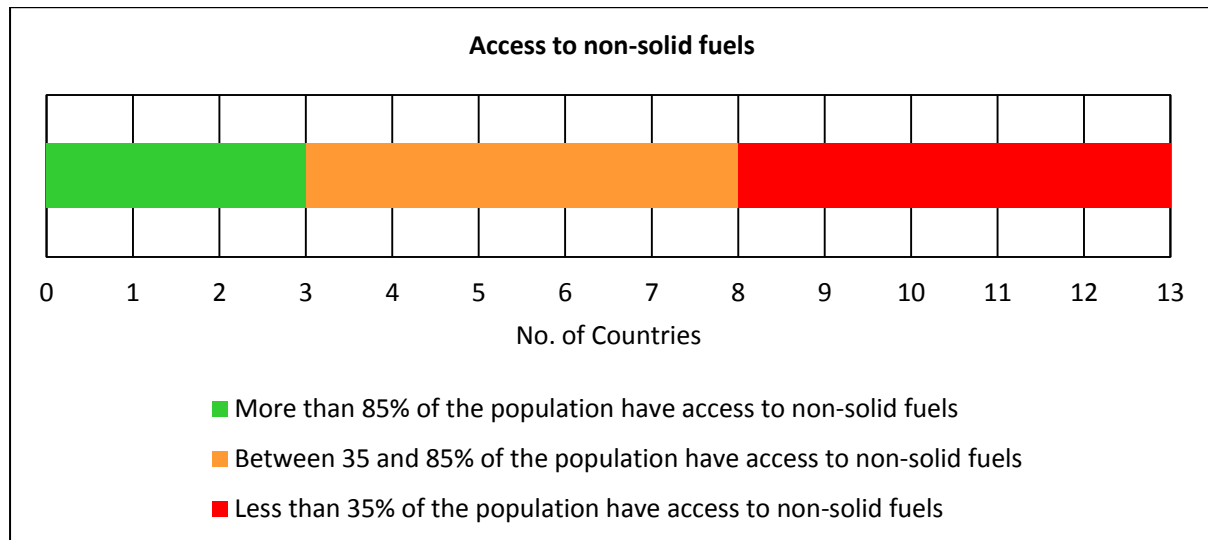 Access to non-solid fuels
0 1 2 3 4 5 6 7 8 9 10 11 12 13
No. of Countries
More than 85% of the population have access to non-solid fuels
Between 35 and 85% of the population have access to non-solid fuels
Less than 35% of the population have access to non-solid fuels